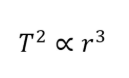 T² ∝ r³